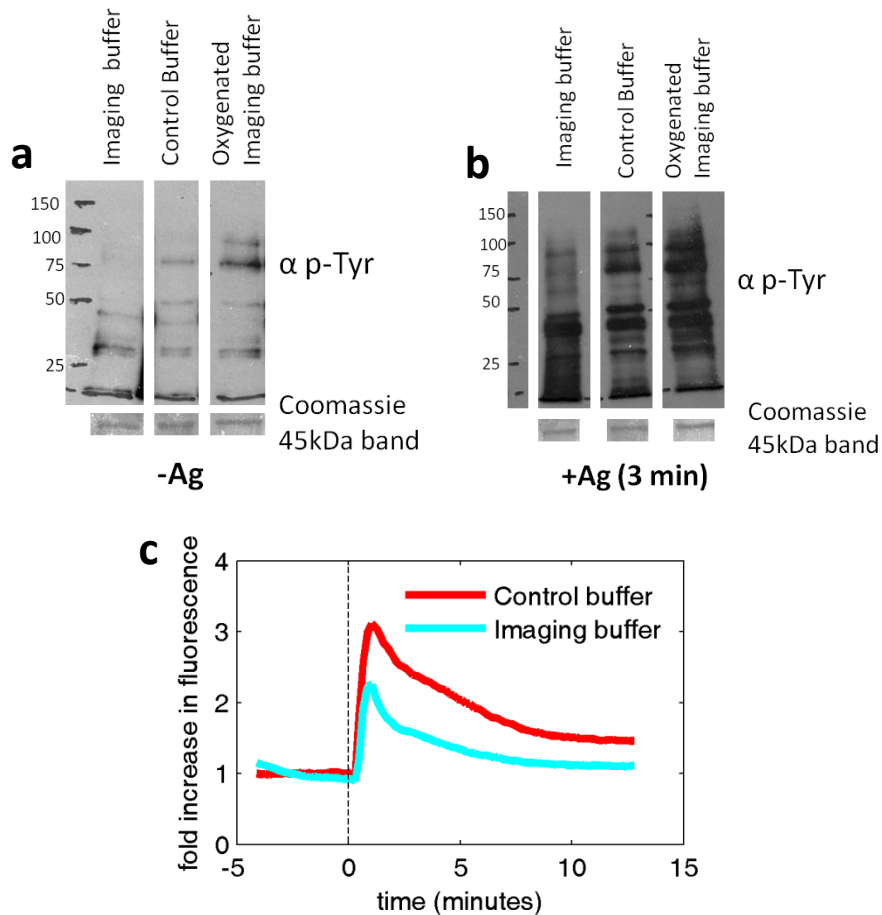 a
Imaging buffer
Control Buffer
Oxygenated
Imaging buffer
150
100
75
50
25
α p-Tyr
Coomassie
45kDa band
-Ag
b
Imaging buffer
Control Buffer
Oxygenated
Imaging buffer
150
100
75
50
25
α p-Tyr
Coomassie
45kDa band
+Ag (3 min)
c
fold increase in fluorescence
4
3
2
1
0
Control buffer
Imaging buffer
-5
0
5
10
15
time (minutes)